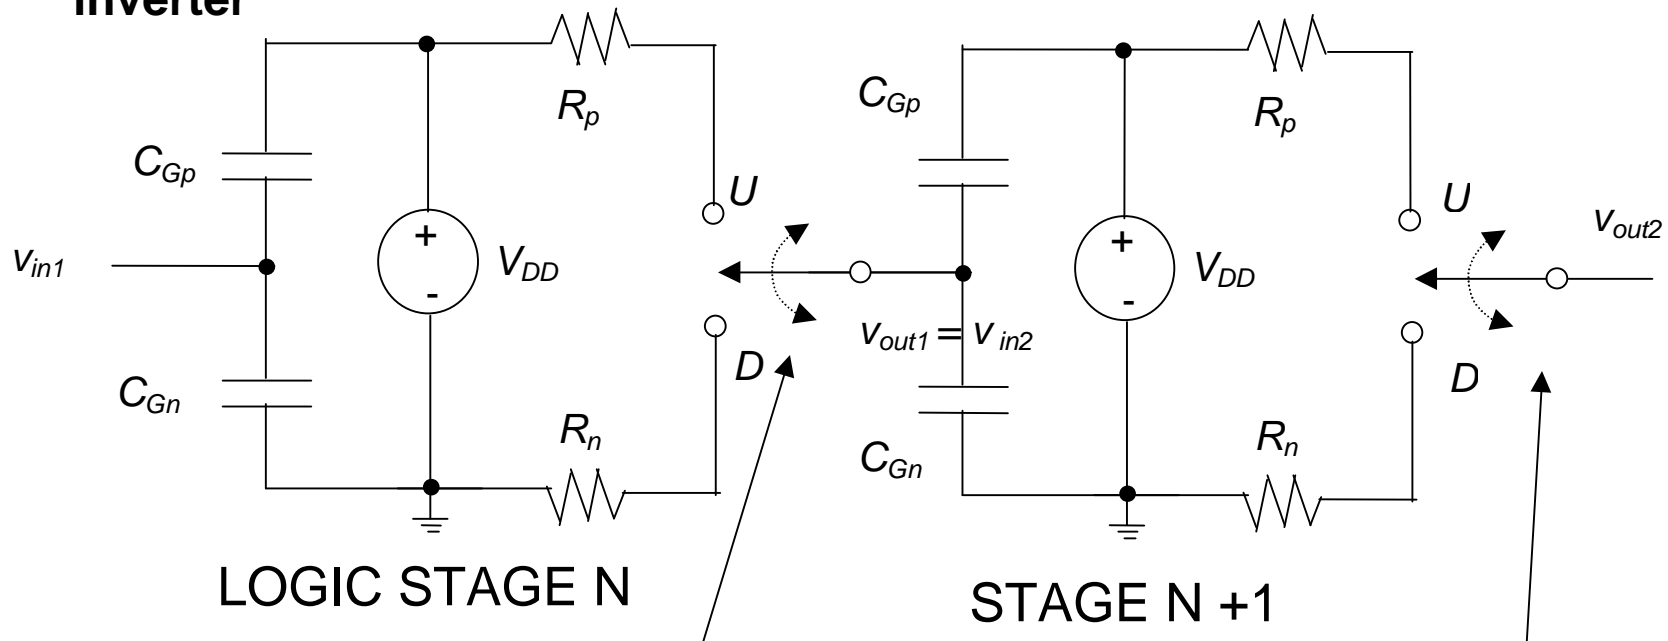 Inverter
R_p
C_Gp
U
v_in1
+
V_DD
-
D
C_Gn
R_n
LOGIC STAGE N
C_Gp
R_p
U
v_out2
+
V_DD
-
v_out1 = v_in2
D
C_Gn
R_n
STAGE N +1